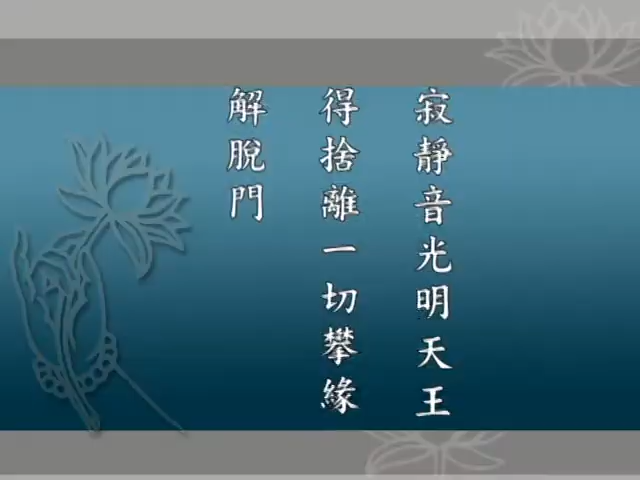 寂靜音光明天王
得捨離一切攀緣
解脫門